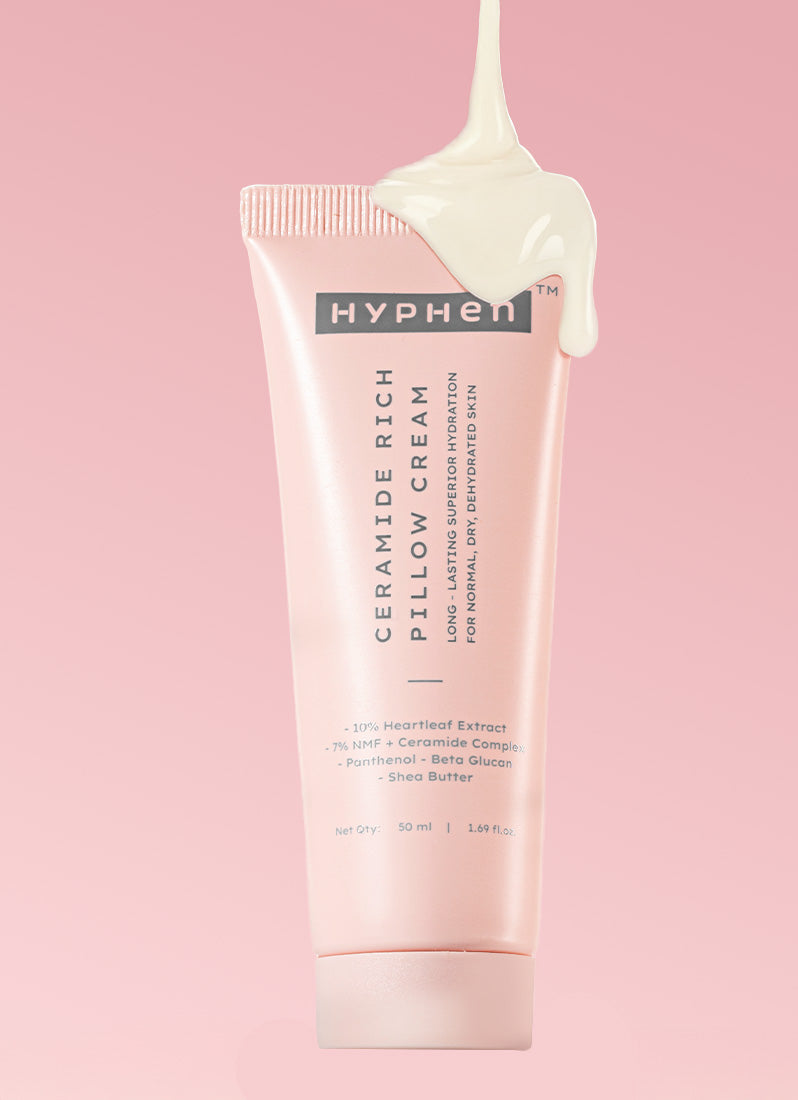 HYPHEN™
CERAMIDE RICH
PILLOW CREAM
LONG - LASTING SUPERIOR HYDRATION
FOR NORMAL, DRY, DEHYDRATED SKIN
- 10% Heartleaf Extract
- 7% NMF + Ceramide Complex
- Panthenol - Beta Glucan
- Shea Butter
Net Qty: 50 ml | 1.69 fl.oz.